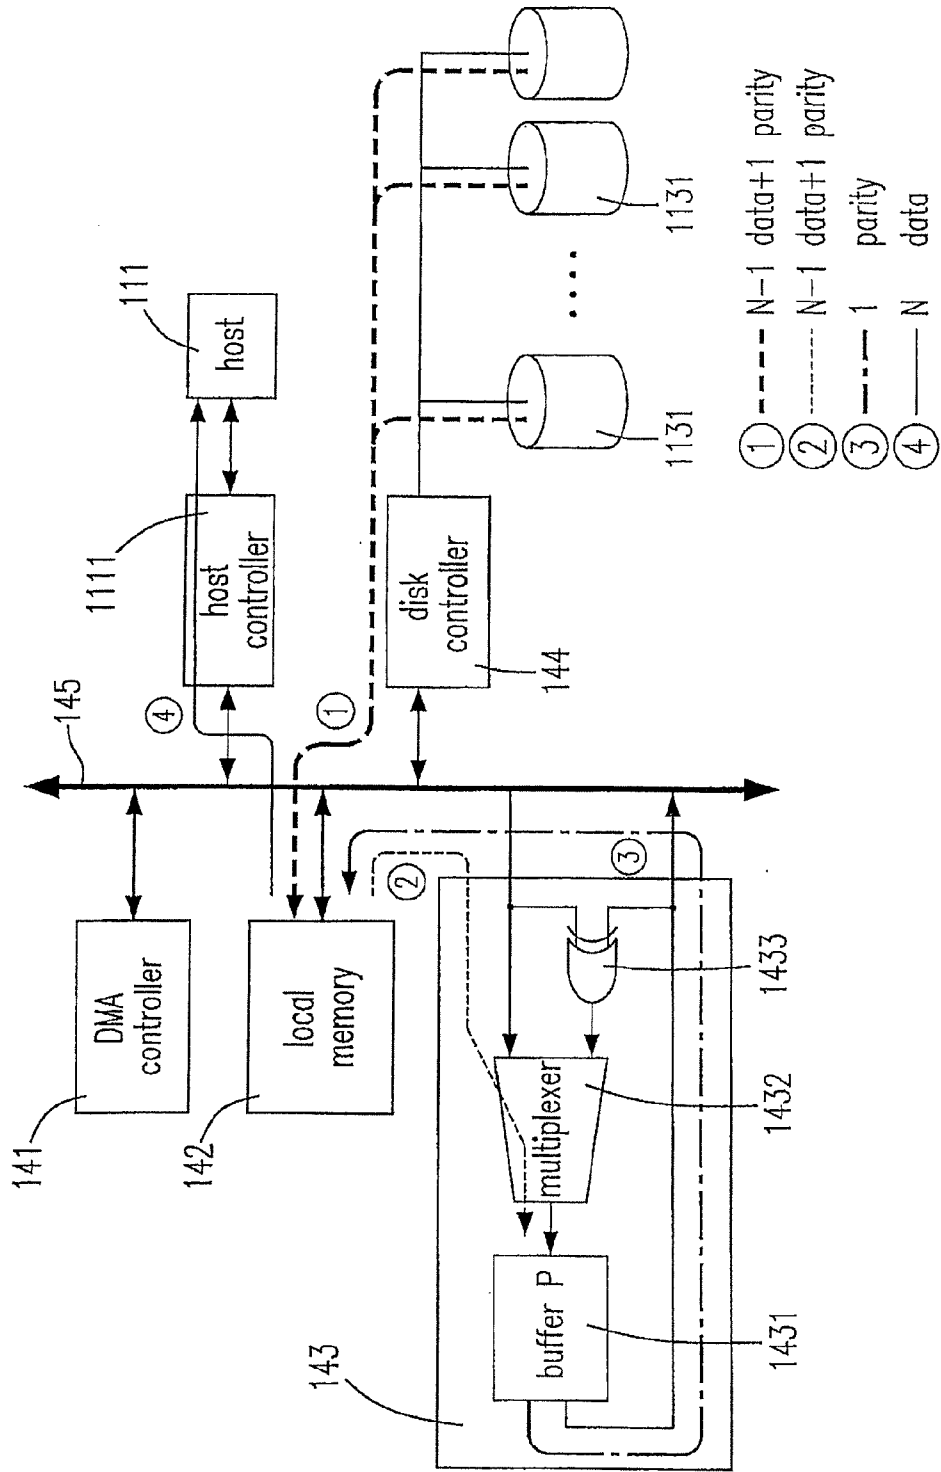 145
141
DMA
controller
1111
host
controller
111
host
4
1
142
local
memory
144
disk
controller
1131
1131
2
3
143
buffer P
1431
multiplexer
1432
1433
1 N-1 data+1 parity
2 N-1 data+1 parity
3 1 parity
4 N data